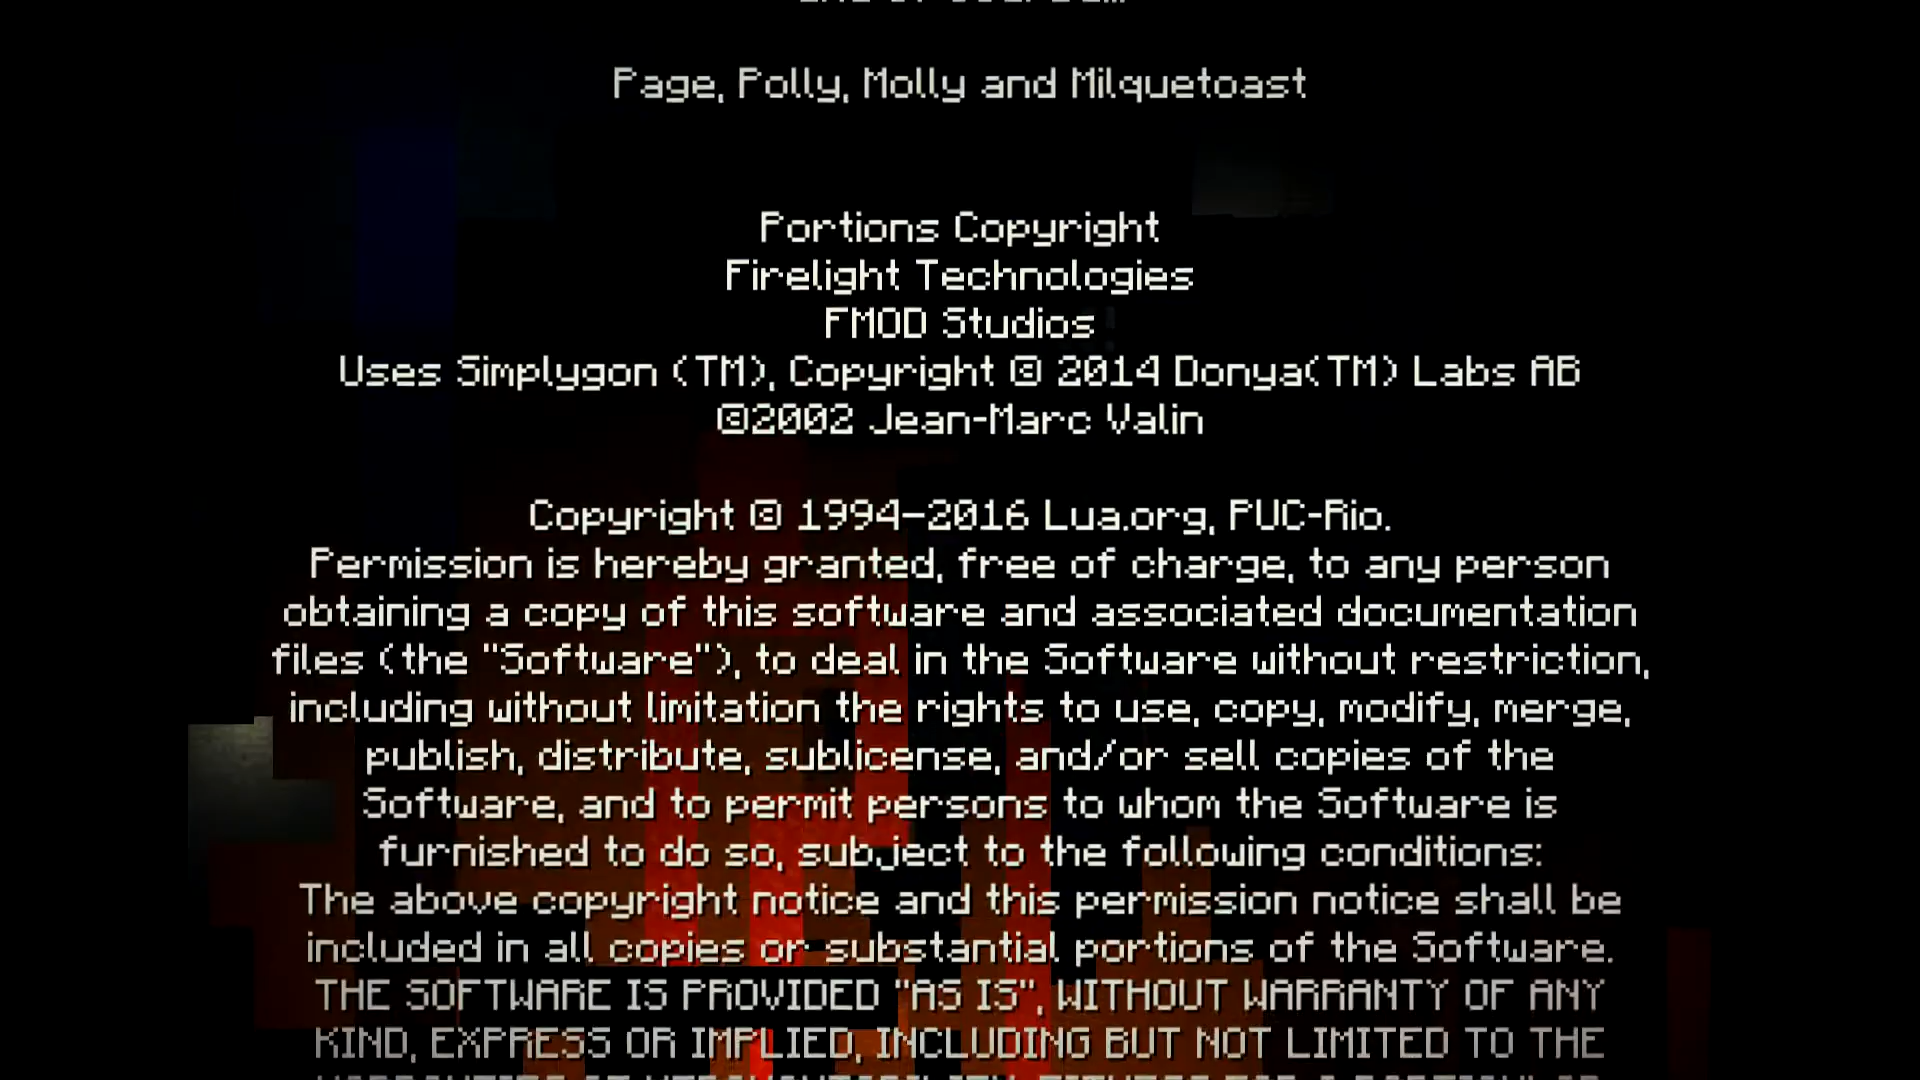 Page, Polly, Molly and Milquetoast
Portions Copyright
Firelight Technologies
FMOD Studios
Uses Simplygon (TM), Copyright © 2014 Donya(TM) Labs AB
©2002 Jean-Marc Valin
Copyright © 1994–2016 Lua.org, PUC-Rio.
Permission is hereby granted, free of charge, to any person
obtaining a copy of this software and associated documentation
files (the "Software"), to deal in the Software without restriction,
including without limitation the rights to use, copy, modify, merge,
publish, distribute, sublicense, and/or sell copies of the
Software, and to permit persons to whom the Software is
furnished to do so, subject to the following conditions:
The above copyright notice and this permission notice shall be
included in all copies or substantial portions of the Software.
THE SOFTWARE IS PROVIDED "AS IS", WITHOUT WARRANTY OF ANY
KIND, EXPRESS OR IMPLIED, INCLUDING BUT NOT LIMITED TO THE